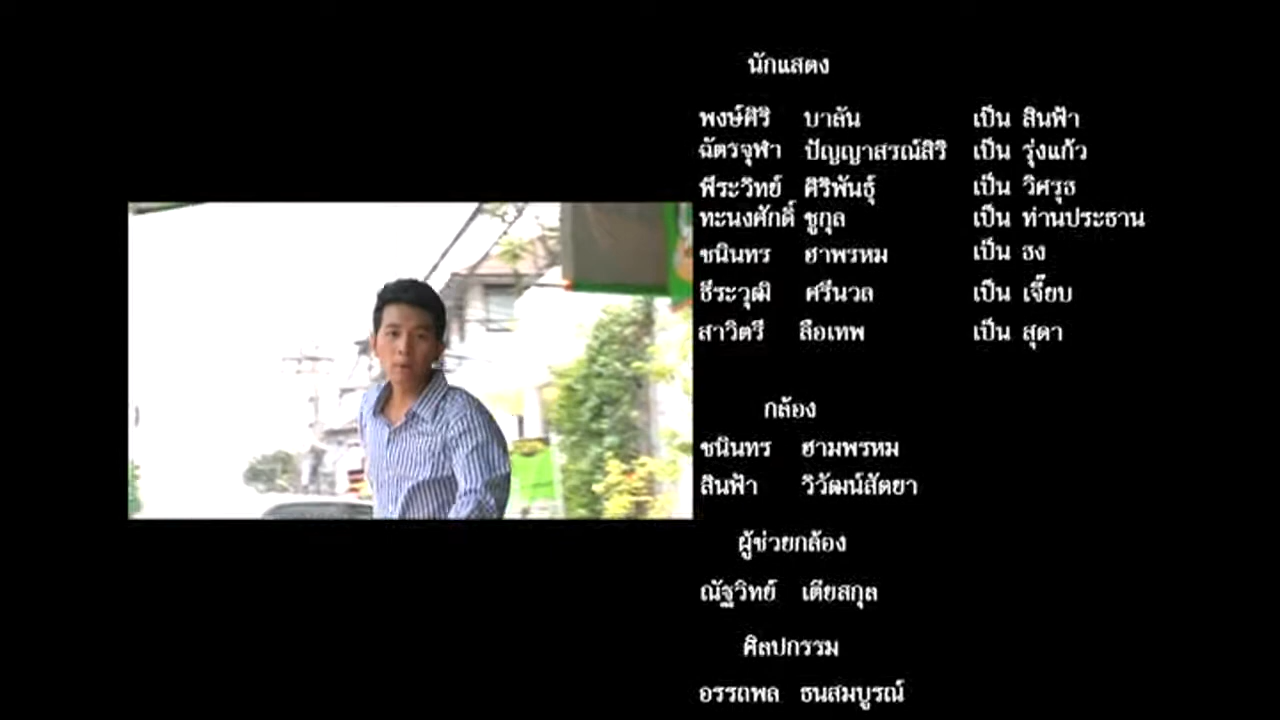 นักแสดง
พงษ์ศิริ บาลัน เป็น สินฟ้า
ฉัตรจุฬา ปัญญาสรณ์สิริ เป็น รุ่งแก้ว
พีระวิทย์ ศิริพันธุ์ เป็น วิศรุธ
ทะนงศักดิ์ ชูกุล เป็น ท่านประธาน
ชนินทร ฮาพรหม เป็น ธง
ธีระวุฒิ ศรีนวล เป็น เจี๊ยบ
สาวิตรี ลือเทพ เป็น สุดา
กล้อง
ชนินทร ฮามพรหม
สินฟ้า วิวัฒน์สัตยา
ผู้ช่วยกล้อง
ณัฐวิทย์ เตียสกุล
ศิลปกรรม
อรรถพล ธนสมบูรณ์